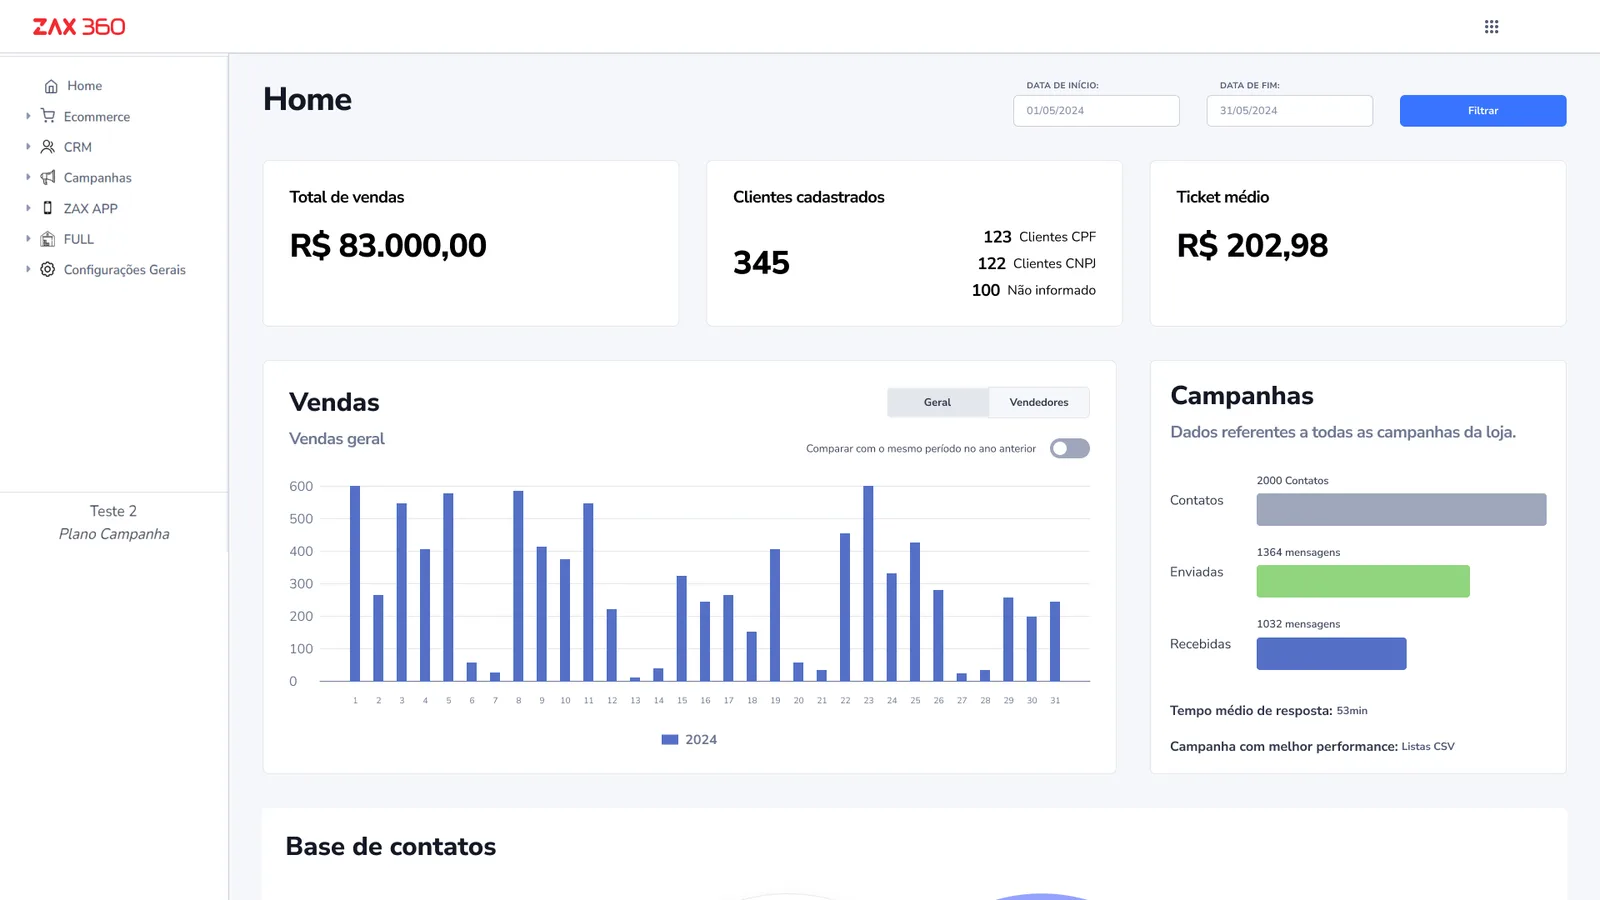 ZAX 360
Home
Ecommerce
CRM
Campanhas
ZAX APP
FULL
Configurações Gerais
Teste 2
Plano Campanha
Home
DATA DE INÍCIO:
01/05/2024
DATA DE FIM:
31/05/2024
Filtrar
Total de vendas
R$ 83.000,00
Clientes cadastrados
345
123 Clientes CPF
122 Clientes CNPJ
100 Não informado
Ticket médio
R$ 202,98
Vendas
Vendas geral
Geral
Vendedores
Comparar com o mesmo período no ano anterior
600
500
400
300
200
100
0
1 2 3 4 5 6 7 8 9 10 11 12 13 14 15 16 17 18 19 20 21 22 23 24 25 26 27 28 29 30 31
2024
Campanhas
Dados referentes a todas as campanhas da loja.
2000 Contatos
Contatos
1364 mensagens
Enviadas
1032 mensagens
Recebidas
Tempo médio de resposta: 53min
Campanha com melhor performance: Listas CSV
Base de contatos